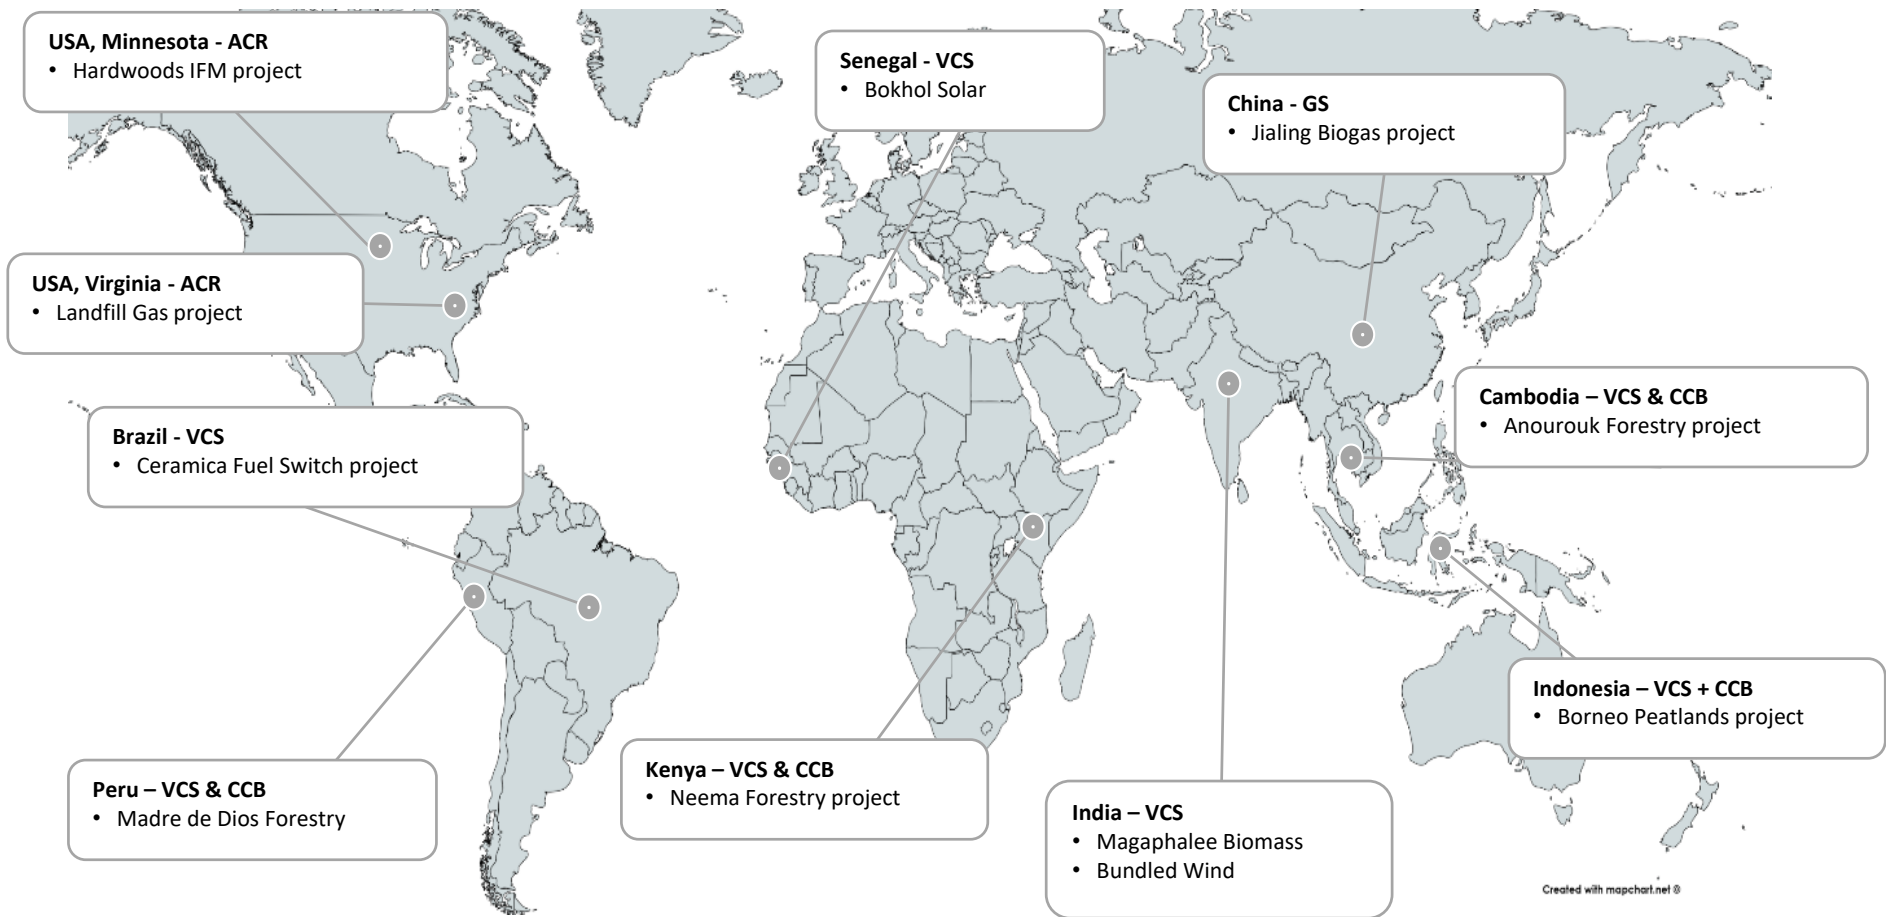 USA, Minnesota - ACR
• Hardwoods IFM project
Senegal - VCS
• Bokhol Solar
China - GS
• Jialing Biogas project
USA, Virginia - ACR
• Landfill Gas project
Cambodia – VCS & CCB
• Anourouk Forestry project
Brazil - VCS
• Ceramica Fuel Switch project
Indonesia – VCS + CCB
• Borneo Peatlands project
Peru – VCS & CCB
• Madre de Dios Forestry
Kenya – VCS & CCB
• Neema Forestry project
India – VCS
• Magaphalee Biomass
• Bundled Wind
Created with mapchart.net ©